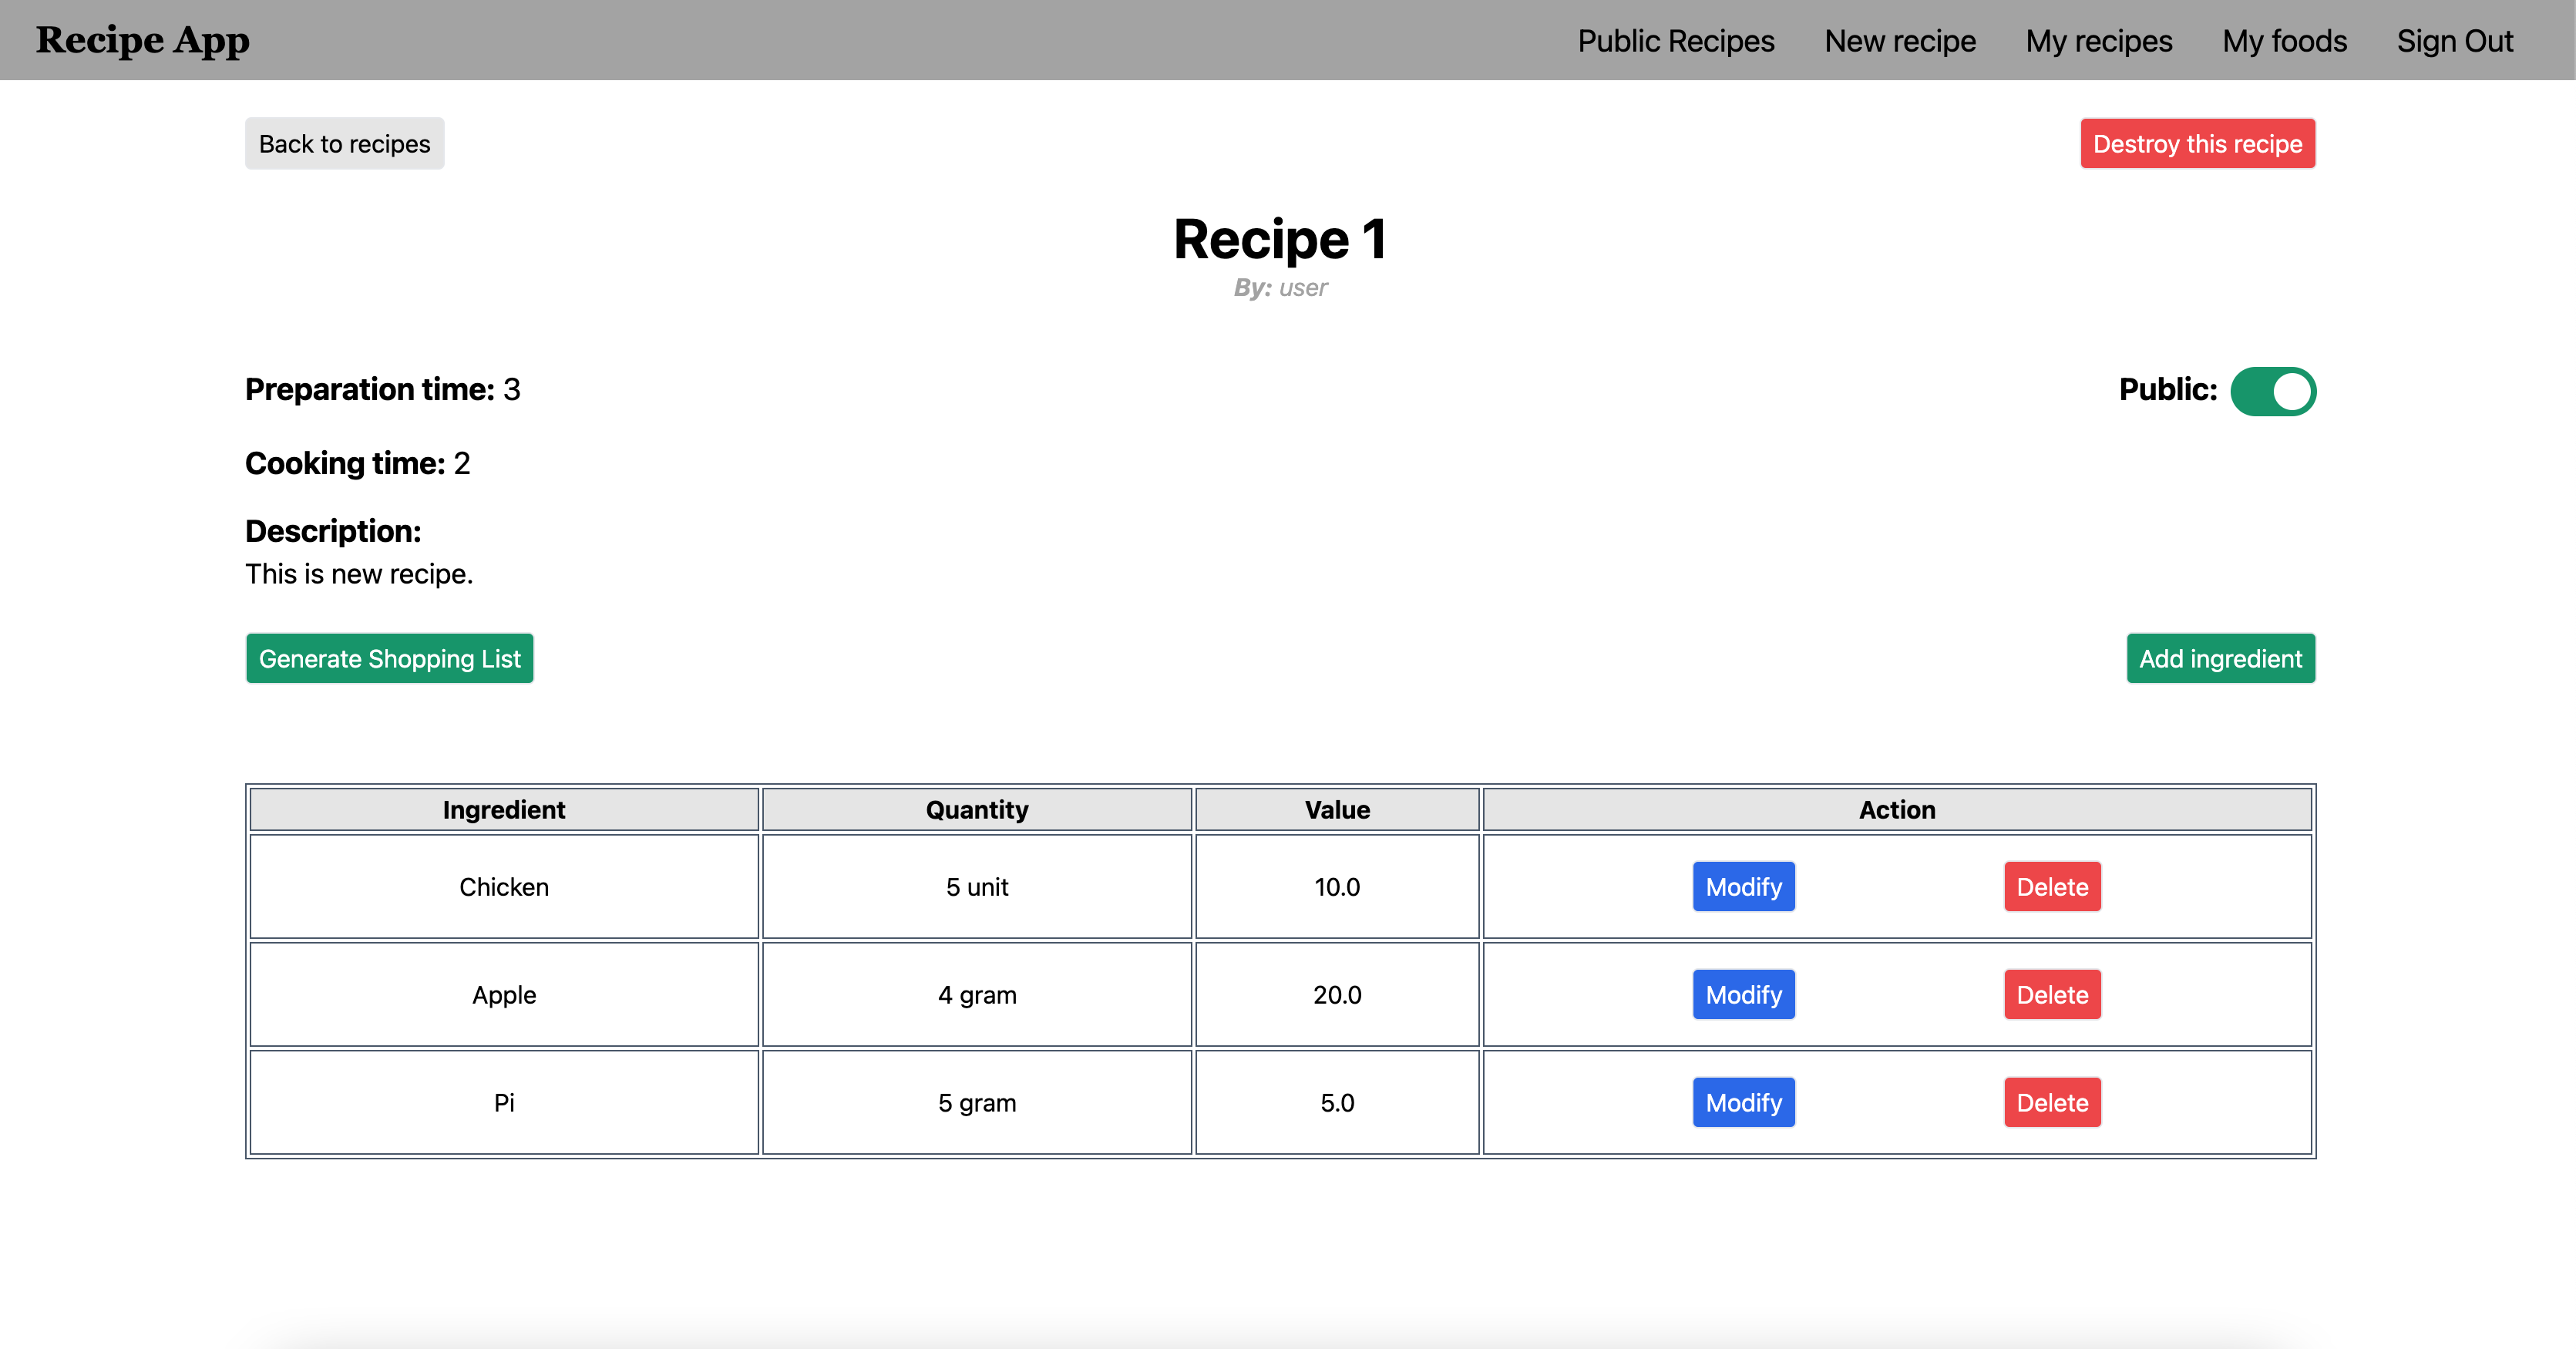 Recipe App Public Recipes New recipe My recipes My foods Sign Out
Back to recipes Destroy this recipe
Recipe 1
By: user
Preparation time: 3 Public:
Cooking time: 2
Description:
This is new recipe.
Generate Shopping List Add ingredient
Ingredient Quantity Value Action
Chicken 5 unit 10.0 Modify Delete
Apple 4 gram 20.0 Modify Delete
Pi 5 gram 5.0 Modify Delete